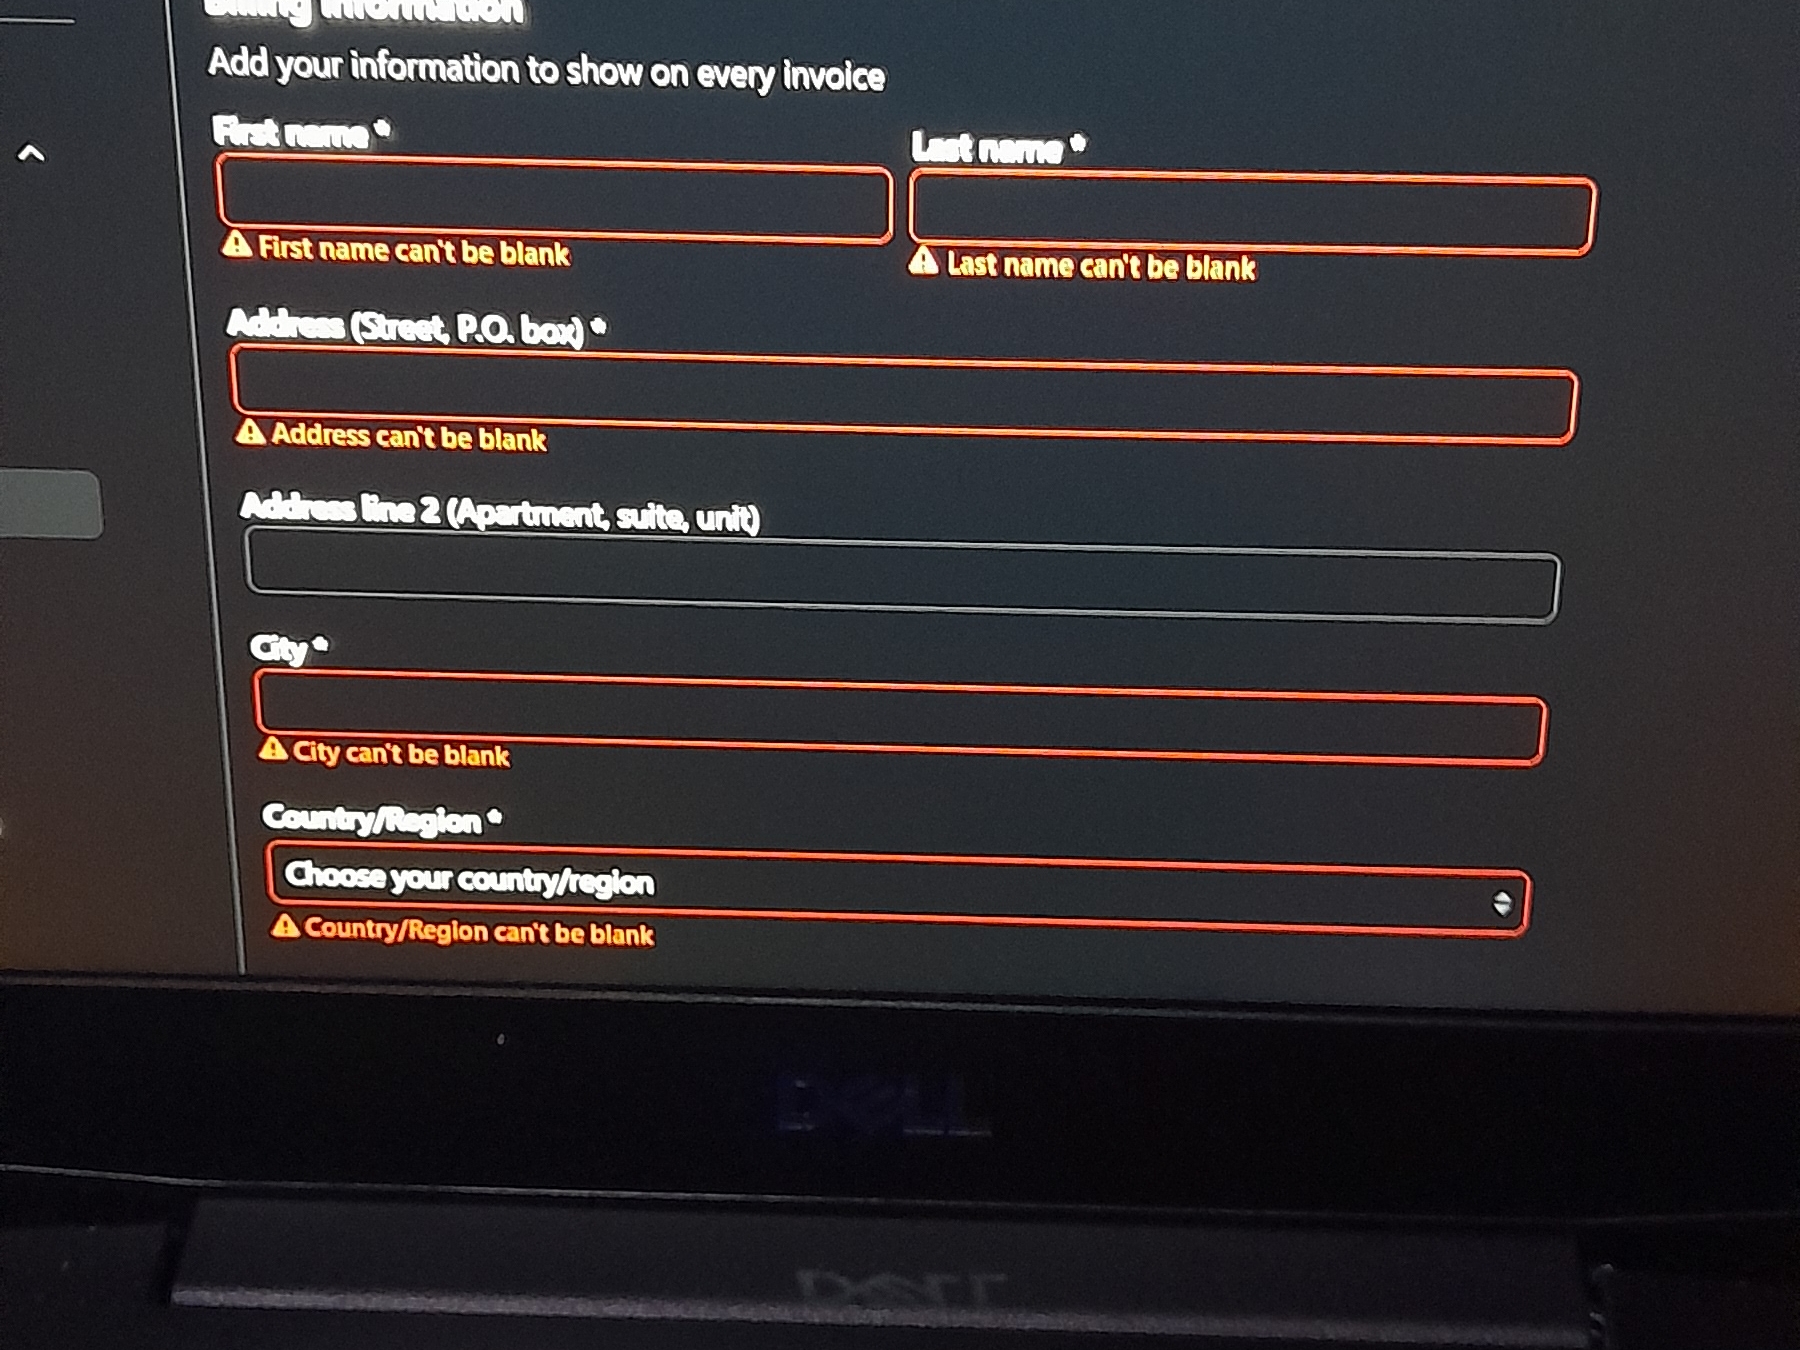 Billing information
Add your information to show on every invoice
First name *
Last name *
First name can't be blank
Last name can't be blank
Address (Street, P.O. box) *
Address can't be blank
Address line 2 (Apartment, suite, unit)
City *
City can't be blank
Country/Region *
Choose your country/region
Country/Region can't be blank
DELL